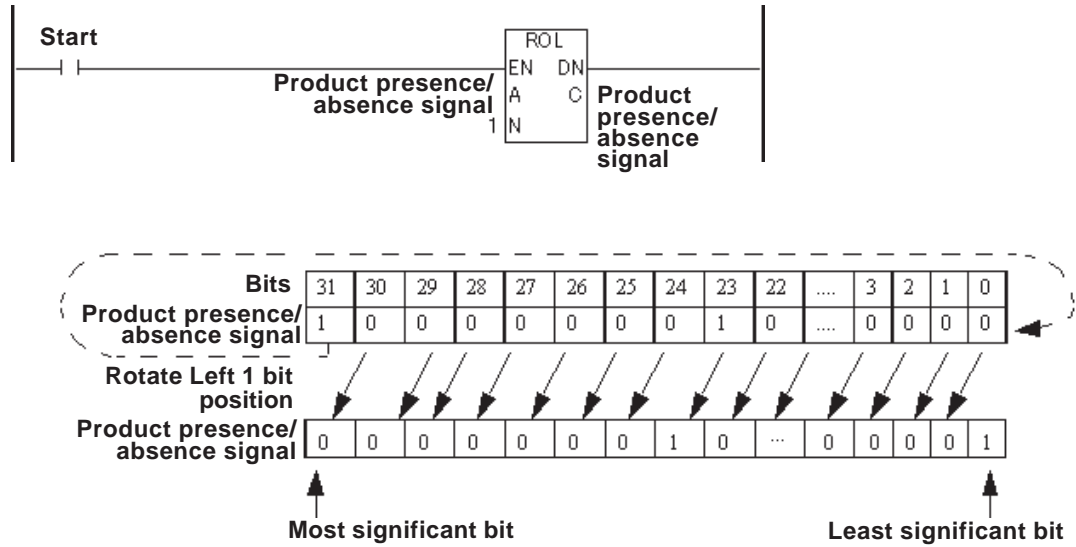 Start
ROL
EN DN
Product presence/
absence signal
A C
Product
presence/
absence
signal
1 N
Bits 31 30 29 28 27 26 25 24 23 22 .... 3 2 1 0
Product presence/
absence signal
1 0 0 0 0 0 0 0 1 0 .... 0 0 0 0
Rotate Left 1 bit
position
Product presence/
absence signal
0 0 0 0 0 0 0 1 0 ... 0 0 0 0 1
Most significant bit
Least significant bit